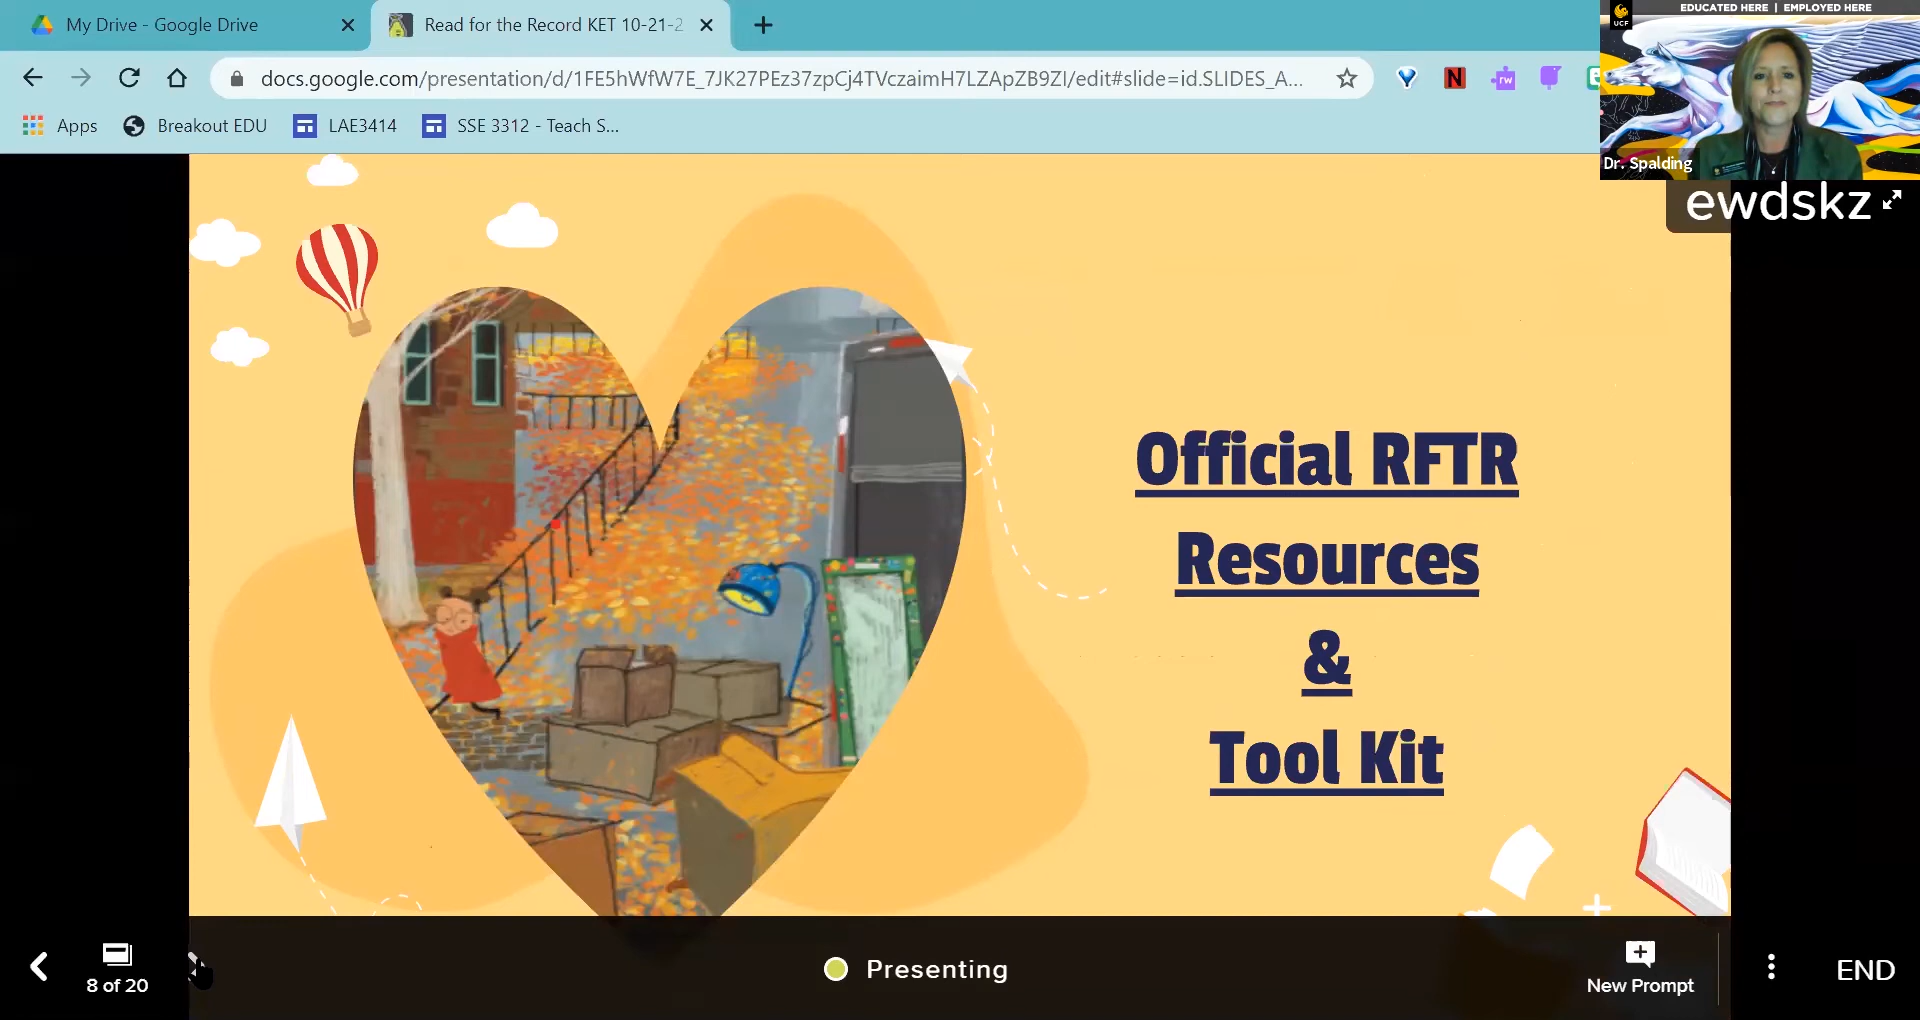 My Drive - Google Drive
Read for the Record KET 10-21-2
EDUCATED HERE | EMPLOYED HERE
UCF
docs.google.com/presentation/d/1FE5hWfW7E_7JK27PEz37zpCj4TVczaimH7LZApZB9ZI/edit#slide=id.SLIDES_A...
N
rw
Apps
Breakout EDU
LAE3414
SSE 3312 - Teach S...
Dr. Spalding
ewdskz
Official RFTR
Resources
&
Tool Kit
8 of 20
Presenting
New Prompt
END